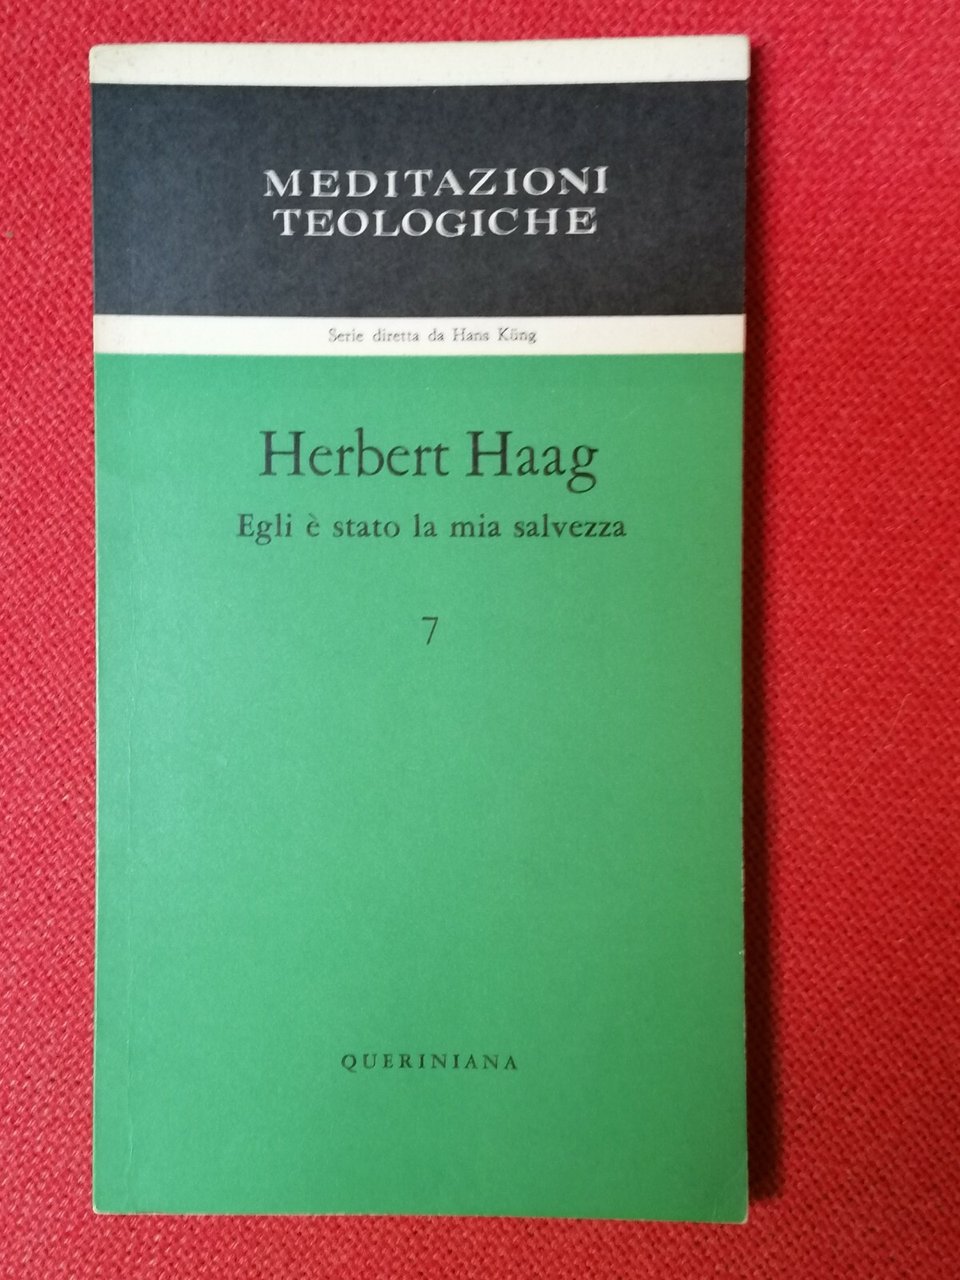 MEDITAZIONI
TEOLOGICHE
Serie diretta da Hans Küng
Herbert Haag
Egli è stato la mia salvezza
7
QUERINIANA